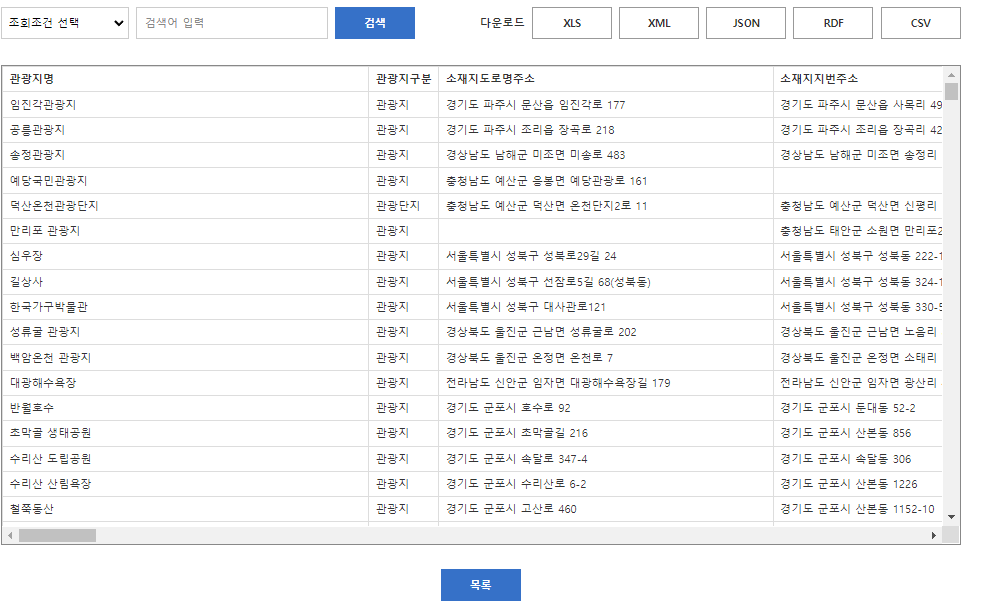 조회조건 선택 검색어 입력 검색 다운로드 XLS XML JSON RDF CSV
관광지명 관광지구분 소재지도로명주소 소재지지번주소
임진각관광지 관광지 경기도 파주시 문산읍 임진각로 177 경기도 파주시 문산읍 사목리 49
공릉관광지 관광지 경기도 파주시 조리읍 장곡로 218 경기도 파주시 조리읍 장곡리 42
송정관광지 관광지 경상남도 남해군 미조면 미송로 483 경상남도 남해군 미조면 송정리
예당국민관광지 관광지 충청남도 예산군 응봉면 예당관광로 161
덕산온천관광단지 관광단지 충청남도 예산군 덕산면 온천단지2로 11 충청남도 예산군 덕산면 신평리
만리포 관광지 관광지 충청남도 태안군 소원면 만리포2
심우장 관광지 서울특별시 성북구 성북로29길 24 서울특별시 성북구 성북동 222-1
길상사 관광지 서울특별시 성북구 선잠로5길 68(성북동) 서울특별시 성북구 성북동 324-1
한국가구박물관 관광지 서울특별시 성북구 대사관로121 서울특별시 성북구 성북동 330-5
성류굴 관광지 관광지 경상북도 울진군 근남면 성류굴로 202 경상북도 울진군 근남면 노음리
백암온천 관광지 관광지 경상북도 울진군 온정면 온천로 7 경상북도 울진군 온정면 소태리
대광해수욕장 관광지 전라남도 신안군 임자면 대광해수욕장길 179 전라남도 신안군 임자면 광산리
반월호수 관광지 경기도 군포시 호수로 92 경기도 군포시 둔대동 52-2
초막골 생태공원 관광지 경기도 군포시 초막골길 216 경기도 군포시 산본동 856
수리산 도립공원 관광지 경기도 군포시 속달로 347-4 경기도 군포시 속달동 306
수리산 산림욕장 관광지 경기도 군포시 수리산로 6-2 경기도 군포시 산본동 1226
철쭉동산 관광지 경기도 군포시 고산로 460 경기도 군포시 산본동 1152-10
목록